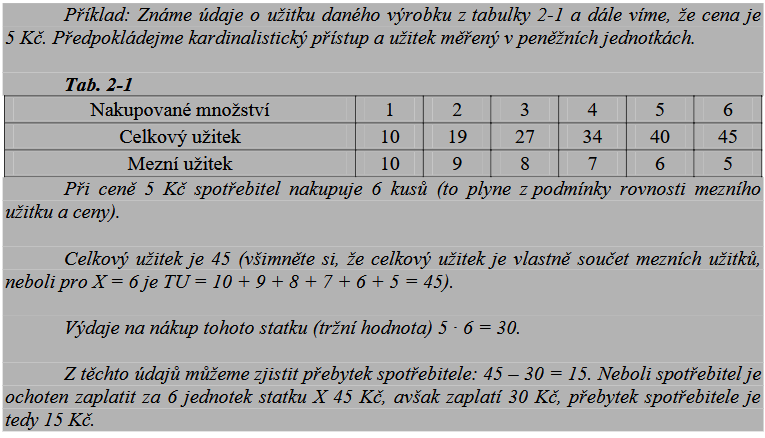 Příklad: Známe údaje o užitku daného výrobku z tabulky 2-1 a dále víme, že cena je
5 Kč. Předpokládejme kardinalistický přístup a užitek měřený v peněžních jednotkách.
Tab. 2-1
Nakupované množství 1 2 3 4 5 6
Celkový užitek 10 19 27 34 40 45
Mezní užitek 10 9 8 7 6 5
Při ceně 5 Kč spotřebitel nakupuje 6 kusů (to plyne z podmínky rovnosti mezního
užitku a ceny).
Celkový užitek je 45 (všimněte si, že celkový užitek je vlastně součet mezních užitků,
neboli pro X = 6 je TU = 10 + 9 + 8 + 7 + 6 + 5 = 45).
Výdaje na nákup tohoto statku (tržní hodnota) 5 · 6 = 30.
Z těchto údajů můžeme zjistit přebytek spotřebitele: 45 – 30 = 15. Neboli spotřebitel je
ochoten zaplatit za 6 jednotek statku X 45 Kč, avšak zaplatí 30 Kč, přebytek spotřebitele je
tedy 15 Kč.